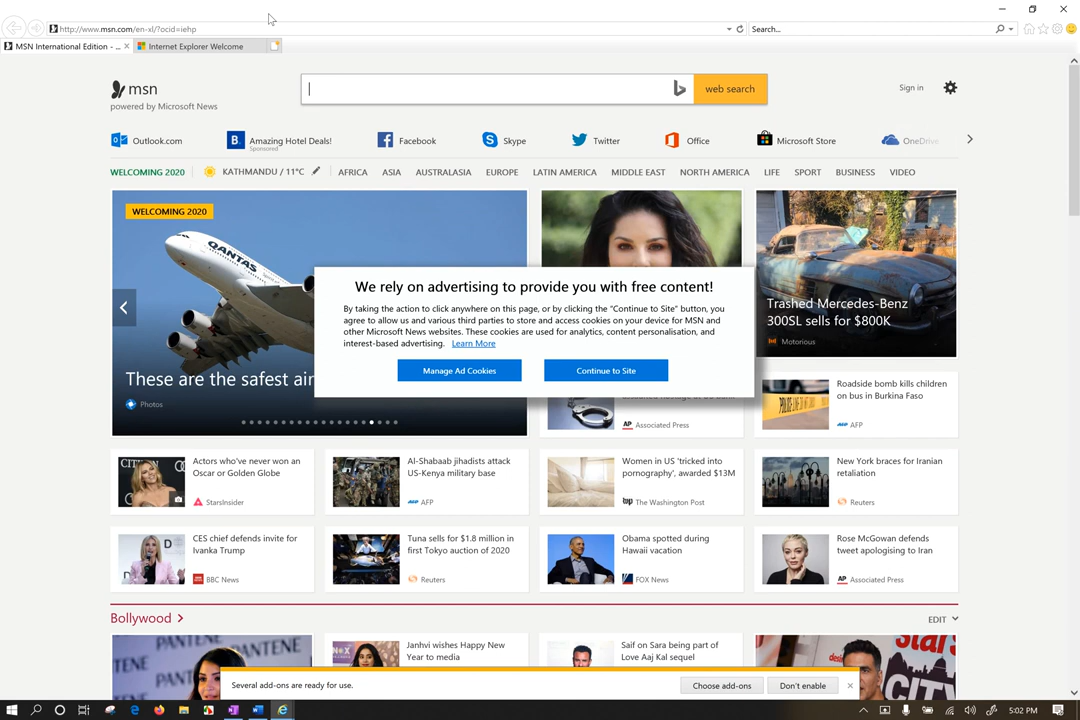 http://www.msn.com/en-xl/?ocid=iehp
Search...
MSN International Edition - ...
Internet Explorer Welcome
msn
powered by Microsoft News
web search
Sign in
Outlook.com
Amazing Hotel Deals!
Sponsored
Facebook
Skype
Twitter
Office
Microsoft Store
OneDrive
WELCOMING 2020
KATHMANDU / 11°C
AFRICA
ASIA
AUSTRALASIA
EUROPE
LATIN AMERICA
MIDDLE EAST
NORTH AMERICA
LIFE
SPORT
BUSINESS
VIDEO
WELCOMING 2020
QANTAS
These are the safest air
Photos
We rely on advertising to provide you with free content!
By taking the action to click anywhere on this page, or by clicking the "Continue to Site" button, you
agree to allow us and various third parties to store and access cookies on your device for MSN and
other Microsoft News websites. These cookies are used for analytics, content personalisation, and
interest-based advertising. Learn More
Manage Ad Cookies
Continue to Site
Trashed Mercedes-Benz
300SL sells for $800K
Motorious
AP Associated Press
Roadside bomb kills children
on bus in Burkina Faso
AFP AFP
Actors who've never won an
Oscar or Golden Globe
StarsInsider
Al-Shabaab jihadists attack
US-Kenya military base
AFP AFP
Women in US 'tricked into
pornography', awarded $13M
wp The Washington Post
New York braces for Iranian
retaliation
Reuters
CES chief defends invite for
Ivanka Trump
BBC News
Tuna sells for $1.8 million in
first Tokyo auction of 2020
Reuters
Obama spotted during
Hawaii vacation
FOX News
Rose McGowan defends
tweet apologising to Iran
AP Associated Press
Bollywood
EDIT
PANTENE
Janhvi wishes Happy New
Year to media
Saif on Sara being part of
Love Aaj Kal sequel
Several add-ons are ready for use.
Choose add-ons
Don't enable
5:02 PM